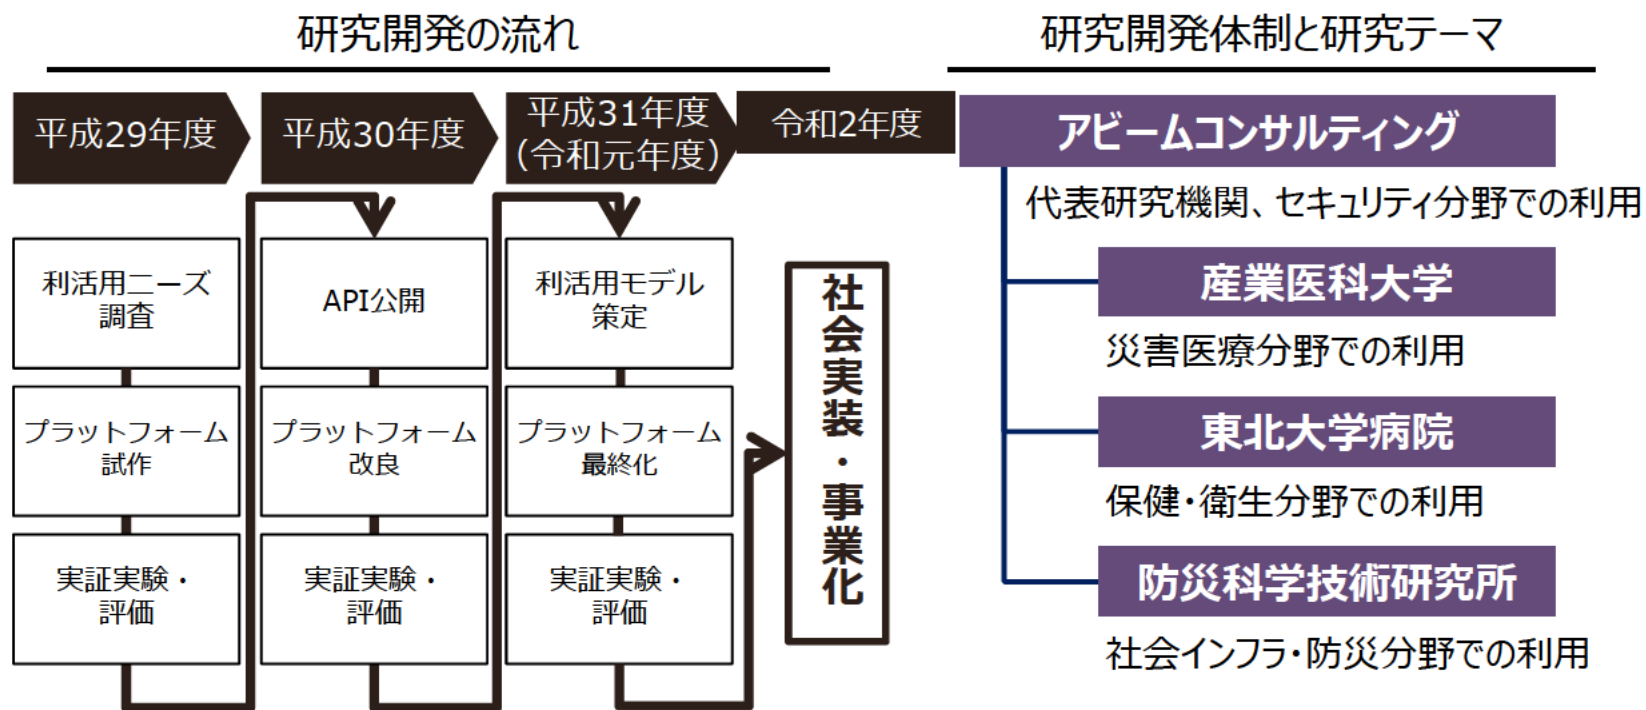 研究開発の流れ
平成29年度
平成30年度
平成31年度
(令和元年度)
令和2年度
利活用ニーズ
調査
プラットフォーム
試作
実証実験・
評価
API公開
プラットフォーム
改良
実証実験・
評価
利活用モデル
策定
プラットフォーム
最終化
実証実験・
評価
社会実装・事業化
研究開発体制と研究テーマ
アビームコンサルティング
代表研究機関、セキュリティ分野での利用
産業医科大学
災害医療分野での利用
東北大学病院
保健・衛生分野での利用
防災科学技術研究所
社会インフラ・防災分野での利用